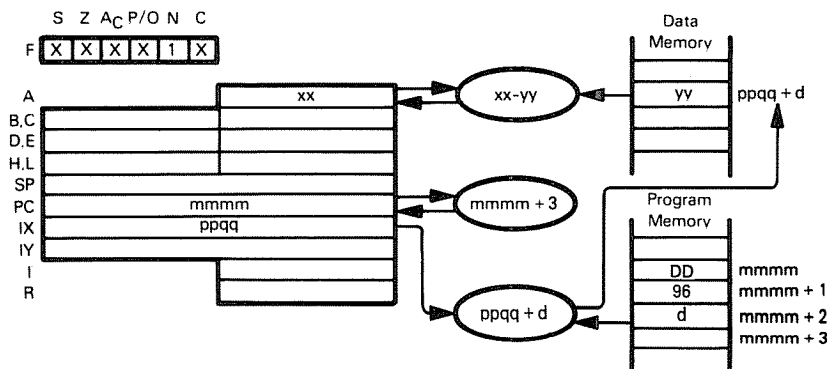 S Z AC P/O N C
F X X X X 1 X
Data
Memory
A xx
xx-yy
yy ppqq + d
B,C
D.E
H.L
SP
PC mmmm
mmmm + 3
IX ppqq
IY
I
R
ppqq + d
Program
Memory
DD mmmm
96 mmmm + 1
d mmmm + 2
mmmm + 3